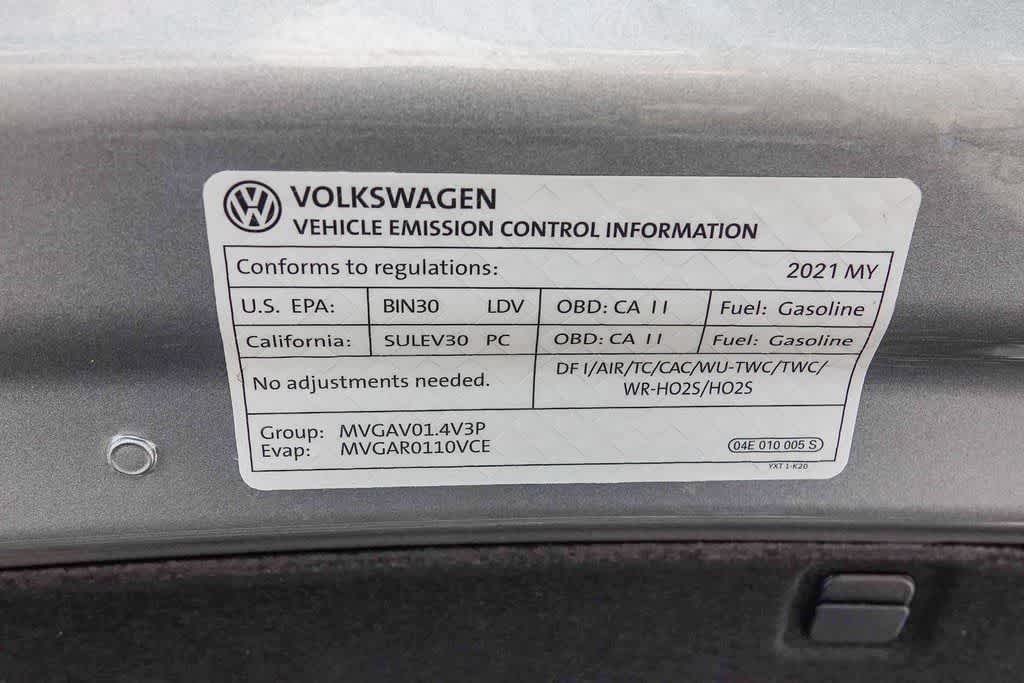 VOLKSWAGEN
VEHICLE EMISSION CONTROL INFORMATION
Conforms to regulations: 2021 MY
U.S. EPA: BIN30 LDV OBD: CA II Fuel: Gasoline
California: SULEV30 PC OBD: CA II Fuel: Gasoline
No adjustments needed. DFI/AIR/TC/CAC/WU-TWC/TWC/
WR-HO2S/HO2S
Group: MVGAV01.4V3P
Evap: MVGAR0110VCE 04E 010 005 S
YXT 1-K20